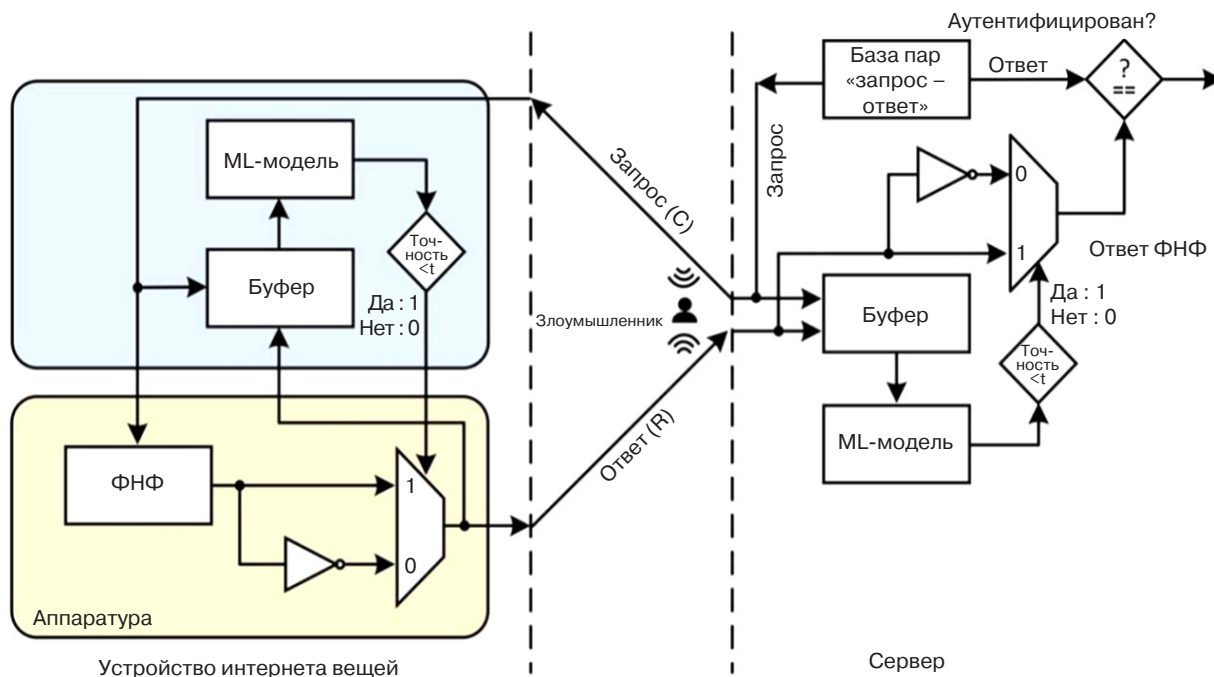 Аутентифицирован?
База пар
«запрос –
ответ»
Ответ
?
==
ML-модель
Запрос (C)
Запрос
0
Точ-
ность
<t
Буфер
1
Ответ ФНФ
Да : 1
Нет : 0
Злоумышленник
Буфер
Да : 1
Нет : 0
Точ-
ность
<t
Ответ (R)
ML-модель
ФНФ
1
0
Аппаратура
Устройство интернета вещей
Сервер